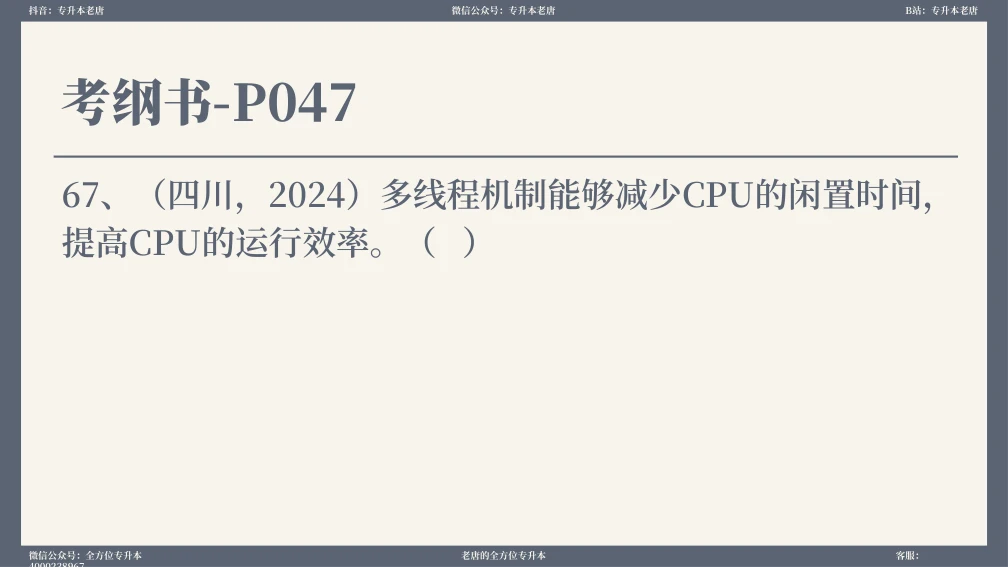 抖音：专升本老唐
微信公众号：专升本老唐
B站：专升本老唐
考纲书-P047
67、（四川，2024）多线程机制能够减少CPU的闲置时间，
提高CPU的运行效率。（ ）
微信公众号：全方位专升本
老唐的全方位专升本
客服：
4000238967